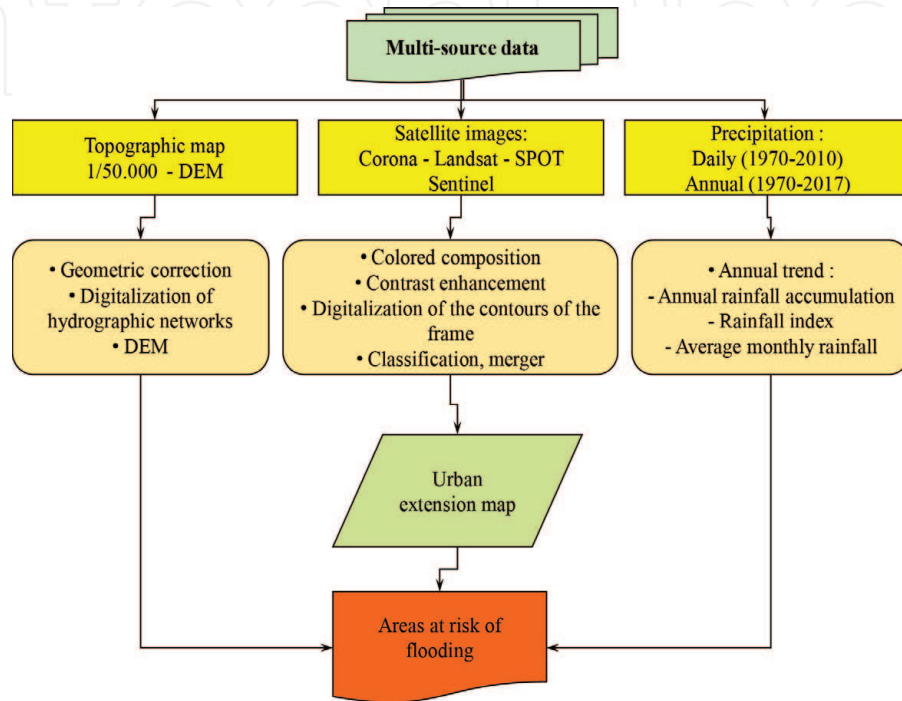 Multi-source data
Topographic map
1/50.000 - DEM
Satellite images:
Corona - Landsat - SPOT
Sentinel
Precipitation :
Daily (1970-2010)
Annual (1970-2017)
• Geometric correction
• Digitalization of
hydrographic networks
• DEM
• Colored composition
• Contrast enhancement
• Digitalization of the contours of the
frame
• Classification, merger
• Annual trend :
- Annual rainfall accumulation
- Rainfall index
- Average monthly rainfall
Urban
extension map
Areas at risk of
flooding